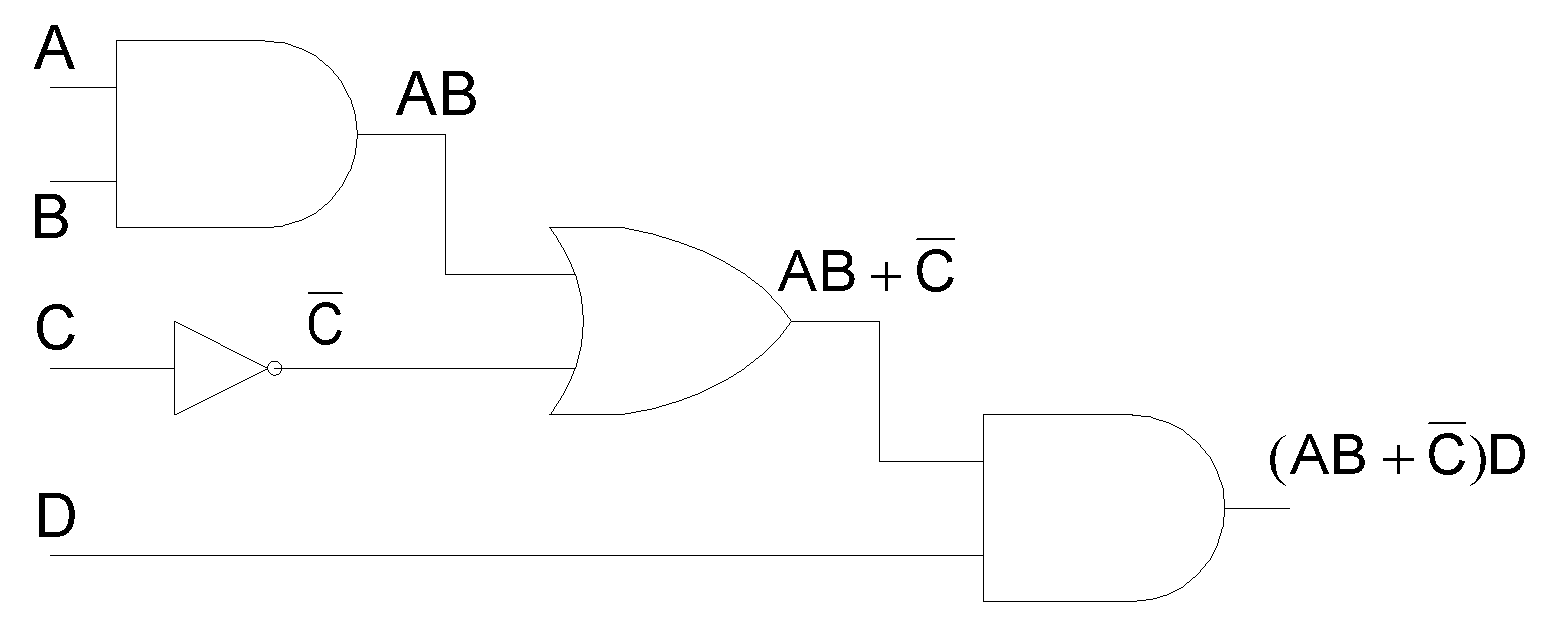 A
AB
B
AB + C̅
C
C̅
(AB + C̅)D
D